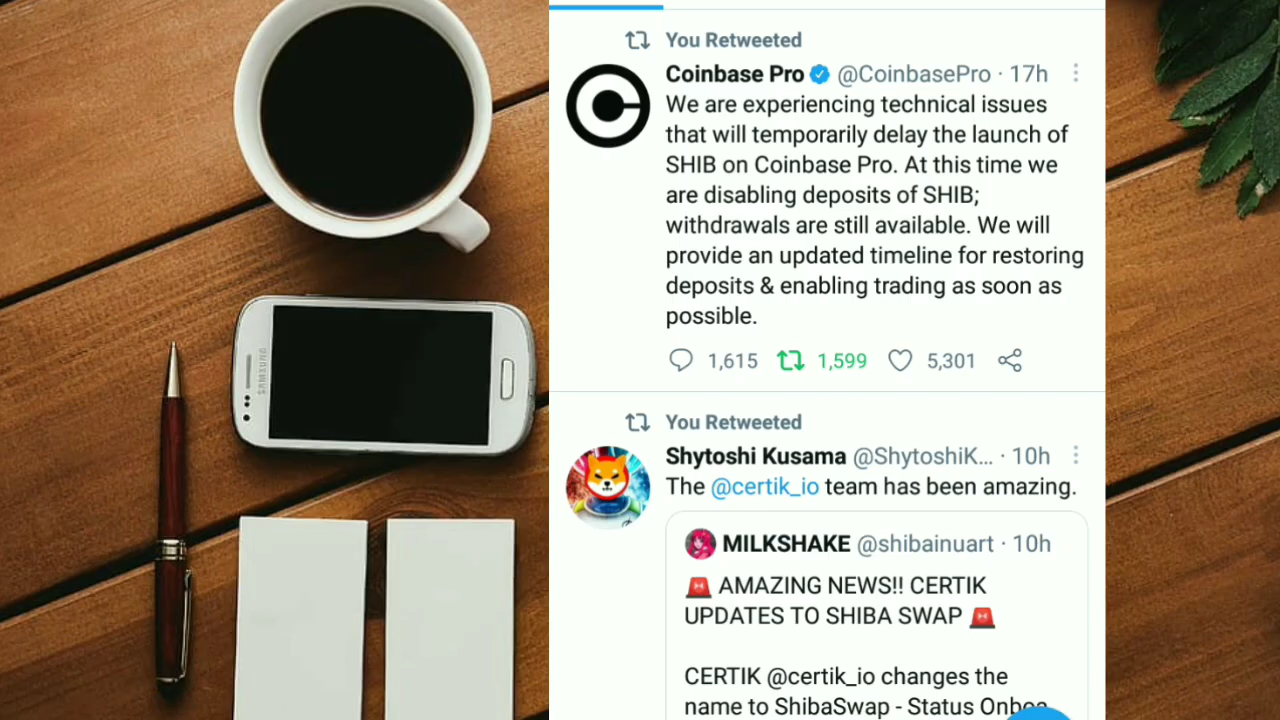 SAMSUNG
You Retweeted
Coinbase Pro @CoinbasePro · 17h
We are experiencing technical issues
that will temporarily delay the launch of
SHIB on Coinbase Pro. At this time we
are disabling deposits of SHIB;
withdrawals are still available. We will
provide an updated timeline for restoring
deposits & enabling trading as soon as
possible.
1,615 1,599 5,301
You Retweeted
Shytoshi Kusama @ShytoshiK... · 10h
The @certik_io team has been amazing.
MILKSHAKE @shibainuart · 10h
🚨 AMAZING NEWS!! CERTIK
UPDATES TO SHIBA SWAP 🚨
CERTIK @certik_io changes the
name to ShibaSwap - Status